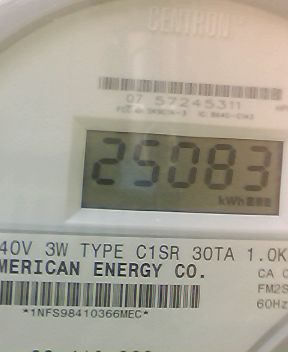 CENTRON
07 57245311
25083
kWh
40V 3W TYPE C1SR 30TA 1.0K
MERICAN ENERGY CO.
CA
FM2S
60Hz
*1NFS98410366MEC*